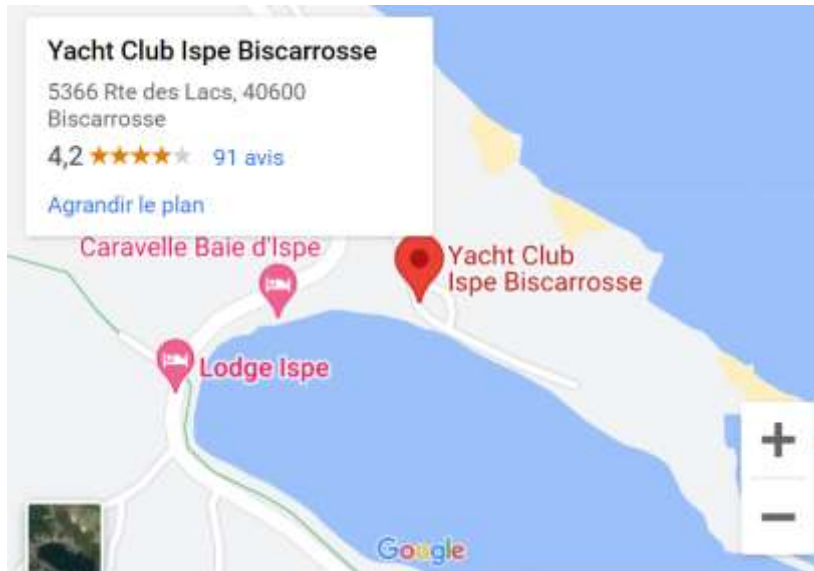 Yacht Club Ispe Biscarrosse
5366 Rte des Lacs, 40600
Biscarrosse
4,2 91 avis
Agrandir le plan
Caravelle Baie d'Ispe
Yacht Club
Ispe Biscarrosse
Lodge Ispe
Google